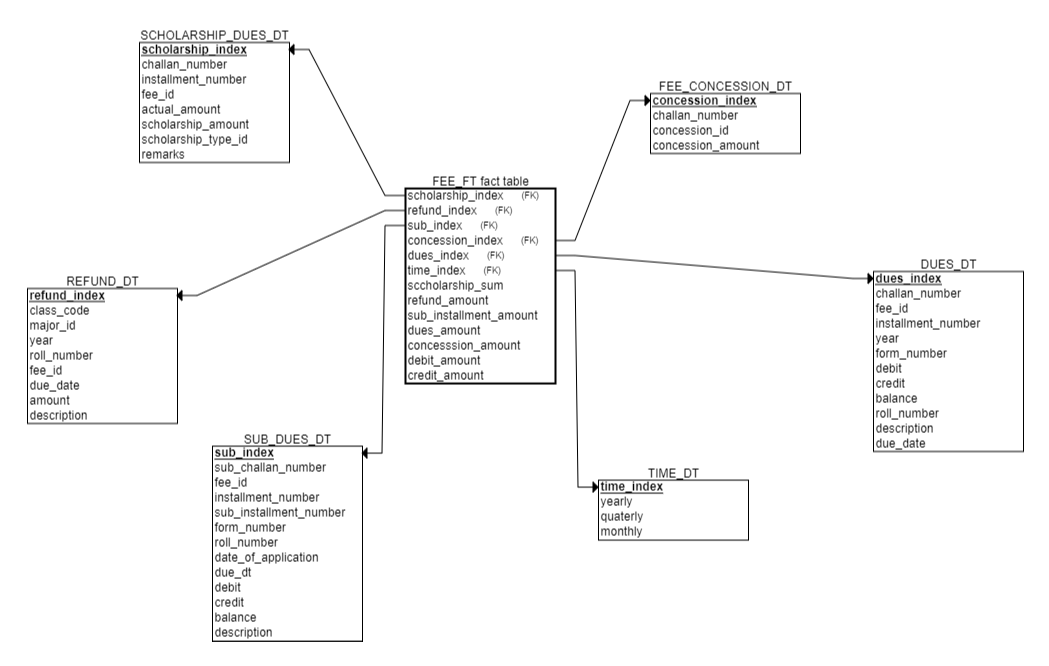 SCHOLARSHIP_DUES_DT
scholarship_index
challan_number
installment_number
fee_id
actual_amount
scholarship_amount
scholarship_type_id
remarks
FEE_CONCESSION_DT
concession_index
challan_number
concession_id
concession_amount
FEE_FT fact table
scholarship_index (FK)
refund_index (FK)
sub_index (FK)
concession_index (FK)
dues_index (FK)
time_index (FK)
sccholarship_sum
refund_amount
sub_installment_amount
dues_amount
concesssion_amount
debit_amount
credit_amount
REFUND_DT
refund_index
class_code
major_id
year
roll_number
fee_id
due_date
amount
description
DUES_DT
dues_index
challan_number
fee_id
installment_number
year
form_number
debit
credit
balance
roll_number
description
due_date
SUB_DUES_DT
sub_index
sub_challan_number
fee_id
installment_number
sub_installment_number
form_number
roll_number
date_of_application
due_dt
debit
credit
balance
description
TIME_DT
time_index
yearly
quaterly
monthly